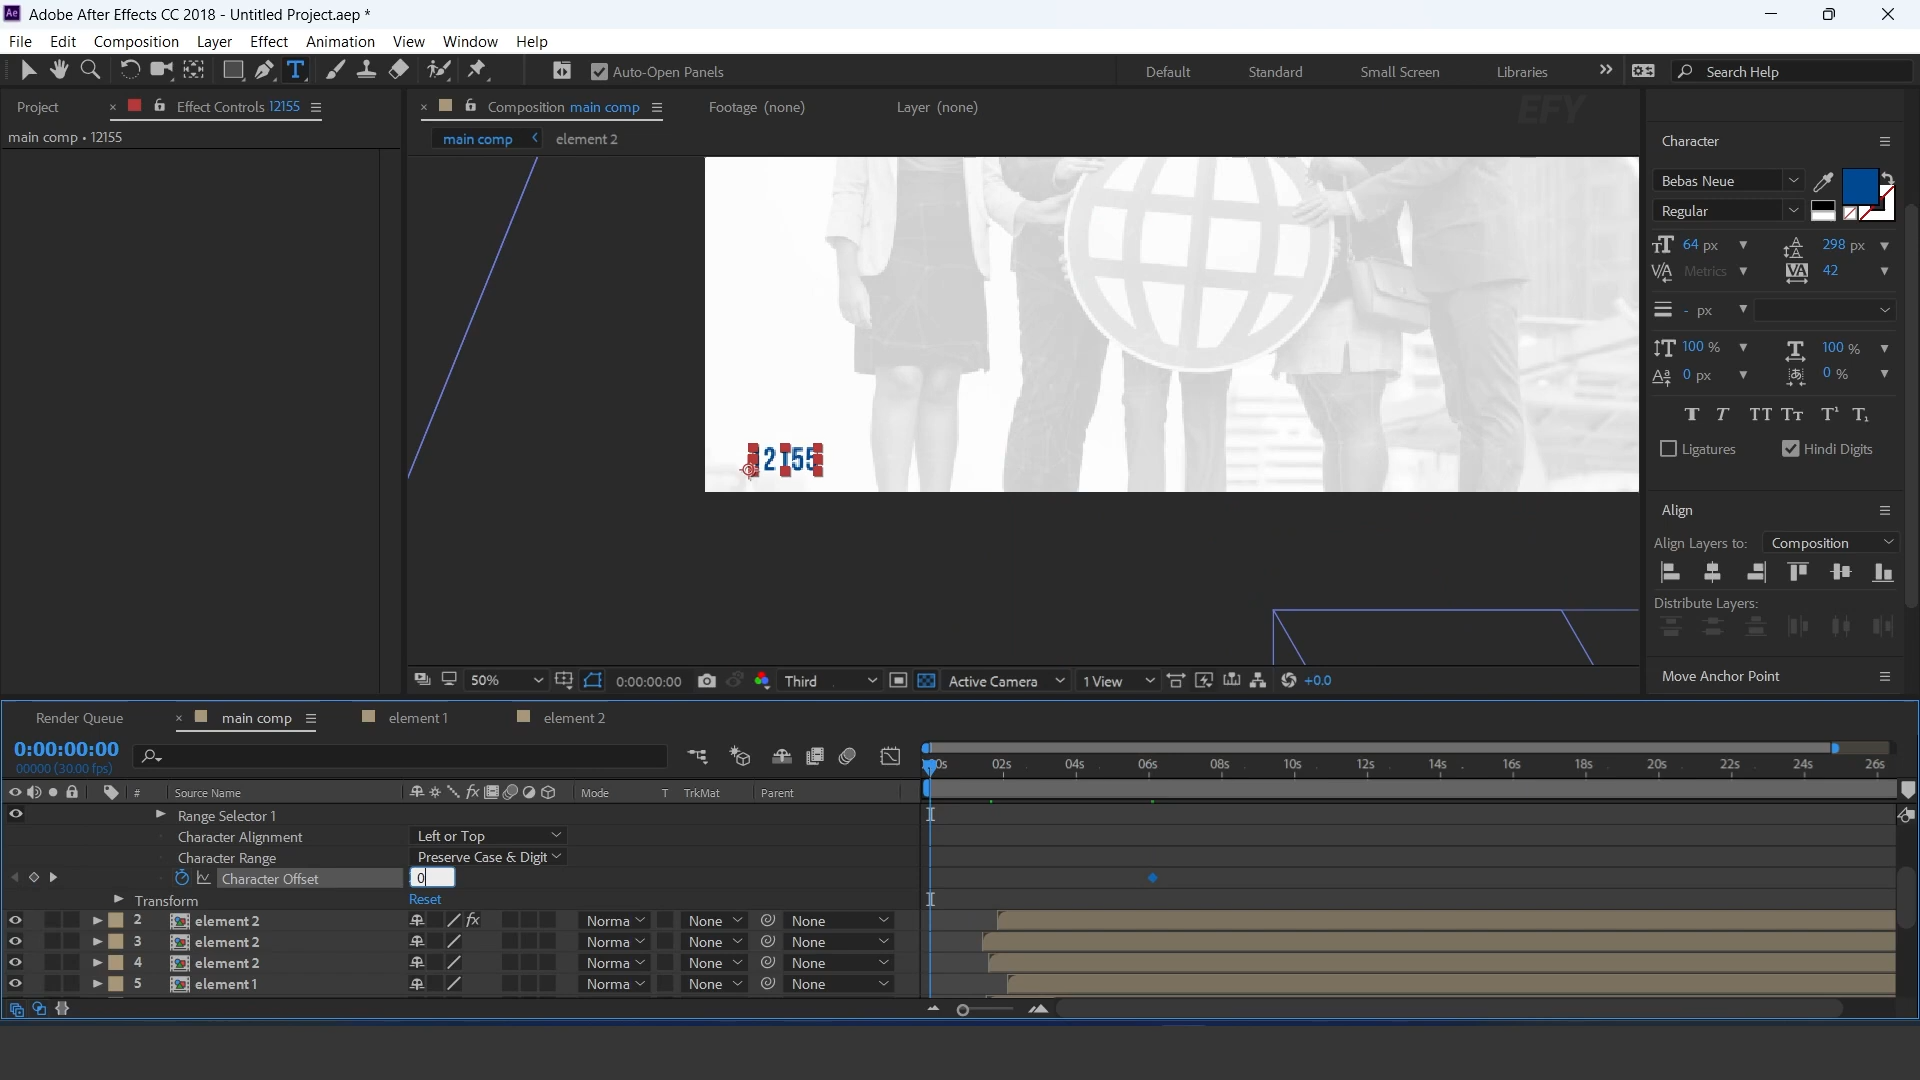 Ae Adobe After Effects CC 2018 - Untitled Project.aep *
File Edit Composition Layer Effect Animation View Window Help
Auto-Open Panels Default Standard Small Screen Libraries Search Help
Project Effect Controls 12155 Composition main comp Footage (none) Layer (none) EFY
main comp • 12155
main comp element 2
Character
Bebas Neue
Regular
64 px 298 px
Metrics 42
- px
100 % 100 %
0 px 0 %
Ligatures Hindi Digits
2155
Align
Align Layers to: Composition
Distribute Layers:
Move Anchor Point
50% 0:00:00:00 Third Active Camera 1 View +0.0
Render Queue main comp element 1 element 2
0:00:00:00
00000 (30.00 fps)
0s 02s 04s 06s 08s 10s 12s 14s 16s 18s 20s 22s 24s 26s
# Source Name Mode T TrkMat Parent
Range Selector 1
Character Alignment Left or Top
Character Range Preserve Case & Digit
Character Offset 0
Transform Reset
2 element 2 Norma None None
3 element 2 Norma None None
4 element 2 Norma None None
5 element 1 Norma None None